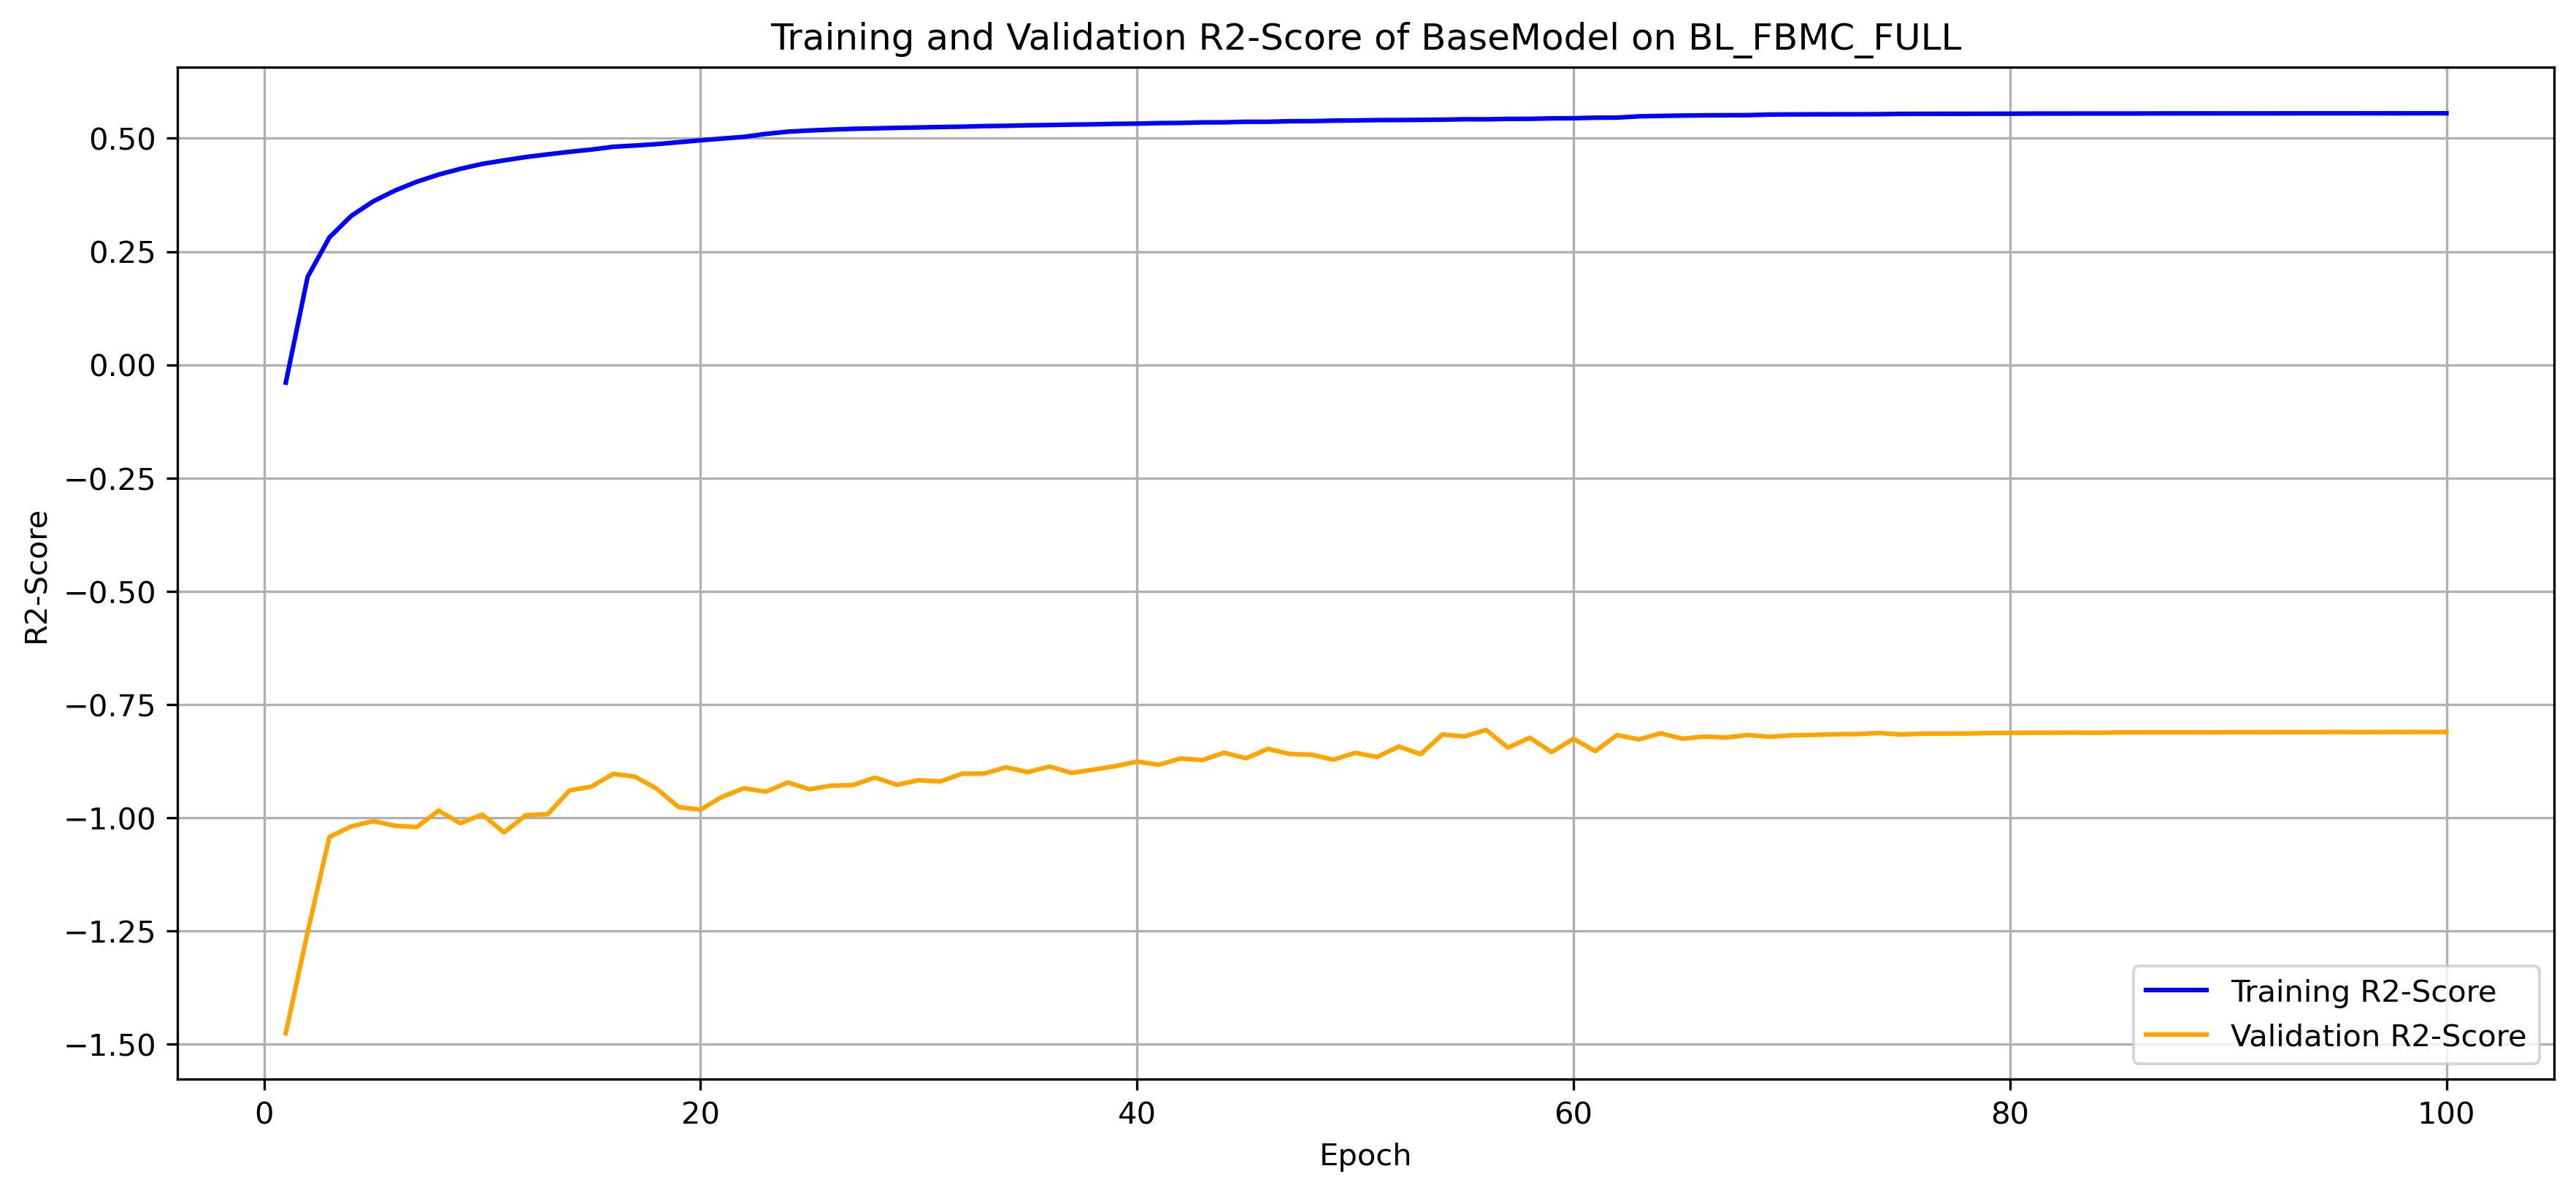 Training and Validation R2-Score of BaseModel on BL_FBMC_FULL
R2-Score
0.50
0.25
0.00
−0.25
−0.50
−0.75
−1.00
−1.25
−1.50
0 20 40 60 80 100
Epoch
Training R2-Score
Validation R2-Score